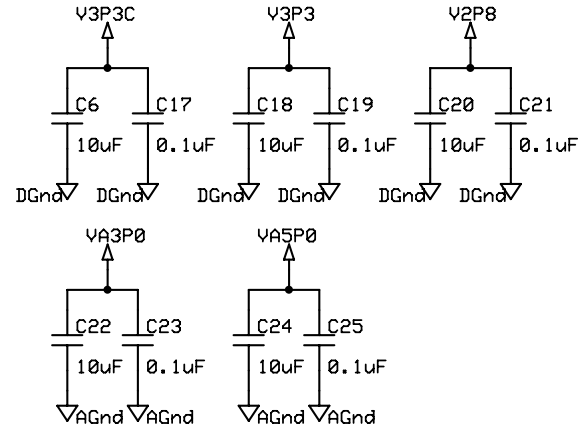 V3P3C V3P3 V2P8
C6 C17 C18 C19 C20 C21
10uF 0.1uF 10uF 0.1uF 10uF 0.1uF
DGnd DGnd DGnd DGnd DGnd DGnd
VA3P0 VA5P0
C22 C23 C24 C25
10uF 0.1uF 10uF 0.1uF
AGnd AGnd AGnd AGnd